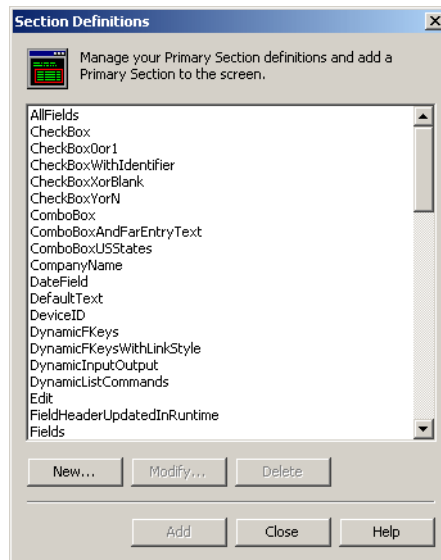 Section Definitions
Manage your Primary Section definitions and add a
Primary Section to the screen.
AllFields
CheckBox
CheckBox0or1
CheckBoxWithIdentifier
CheckBoxXorBlank
CheckBoxYorN
ComboBox
ComboBoxAndFarEntryText
ComboBoxUSStates
CompanyName
DateField
DefaultText
DeviceID
DynamicFKeys
DynamicFKeysWithLinkStyle
DynamicInputOutput
DynamicListCommands
Edit
FieldHeaderUpdatedInRuntime
Fields
New... Modify... Delete
Add Close Help